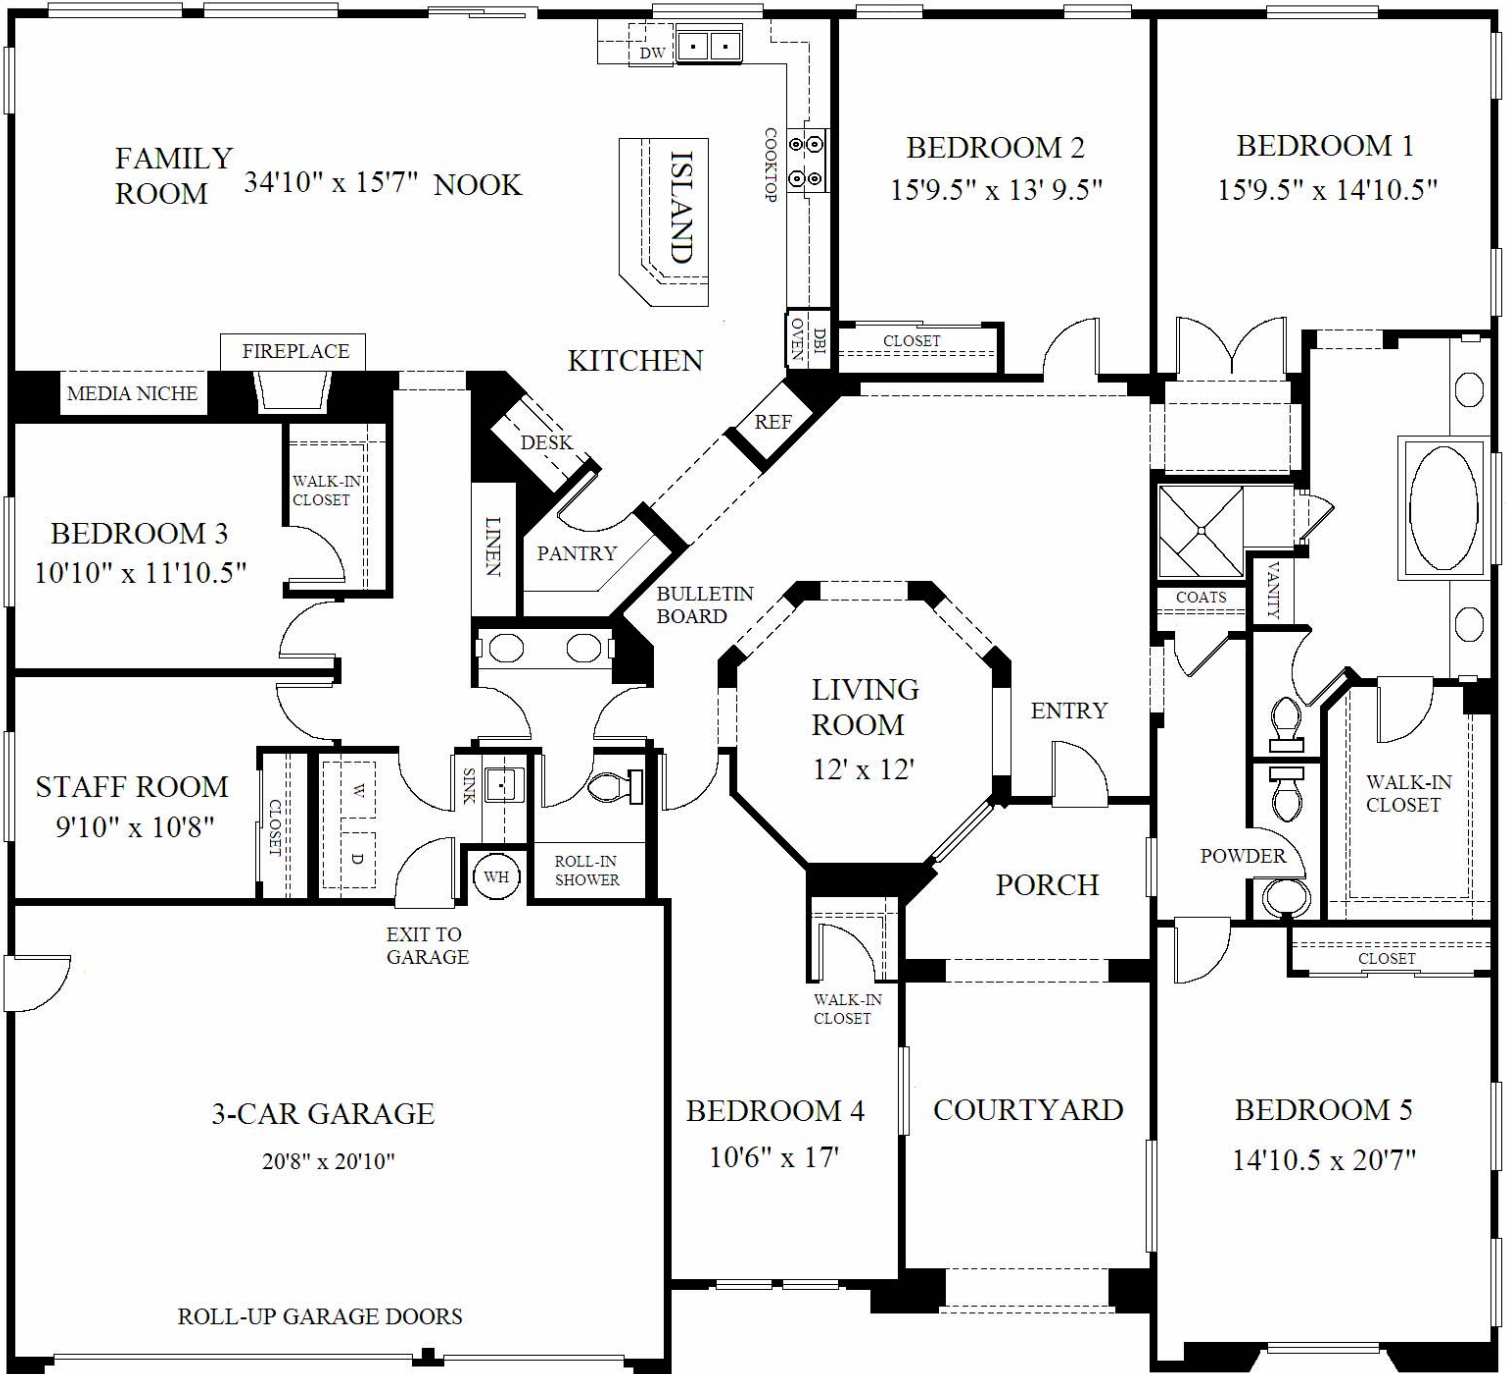 DW
FAMILY
ROOM
34'10" x 15'7"
NOOK
ISLAND
COOKTOP
BEDROOM 2
15'9.5" x 13' 9.5"
BEDROOM 1
15'9.5" x 14'10.5"
OVEN
DBI
CLOSET
FIREPLACE
MEDIA NICHE
KITCHEN
REF
DESK
WALK-IN
CLOSET
BEDROOM 3
10'10" x 11'10.5"
LINEN
PANTRY
BULLETIN
BOARD
VANITY
COATS
LIVING
ROOM
12' x 12'
ENTRY
STAFF ROOM
9'10" x 10'8"
CLOSET
W
D
SINK
WH
ROLL-IN
SHOWER
WALK-IN
CLOSET
POWDER
PORCH
EXIT TO
GARAGE
CLOSET
WALK-IN
CLOSET
3-CAR GARAGE
20'8" x 20'10"
BEDROOM 4
10'6" x 17'
COURTYARD
BEDROOM 5
14'10.5 x 20'7"
ROLL-UP GARAGE DOORS